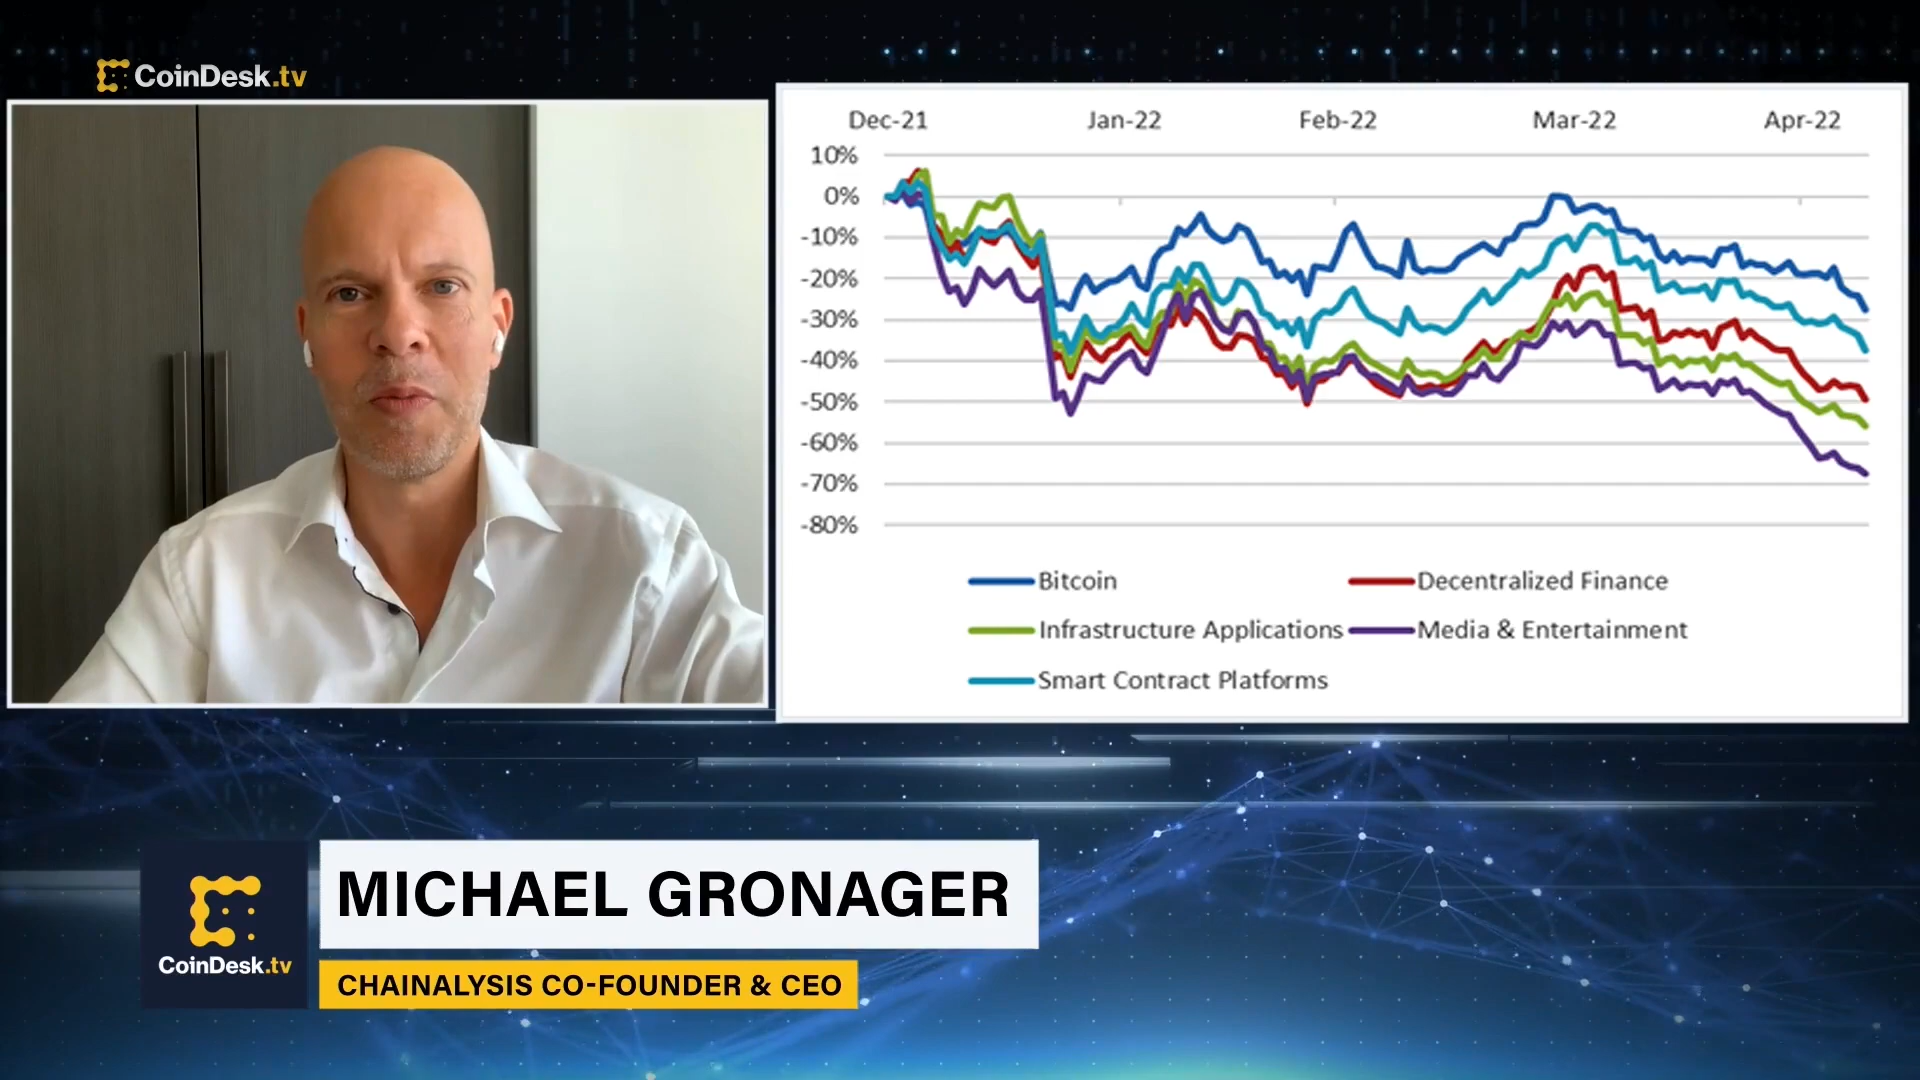 CoinDesk.tv
Dec-21 Jan-22 Feb-22 Mar-22 Apr-22
10%
0%
-10%
-20%
-30%
-40%
-50%
-60%
-70%
-80%
Bitcoin Decentralized Finance
Infrastructure Applications Media & Entertainment
Smart Contract Platforms
MICHAEL GRONAGER
CoinDesk.tv
CHAINALYSIS CO-FOUNDER & CEO